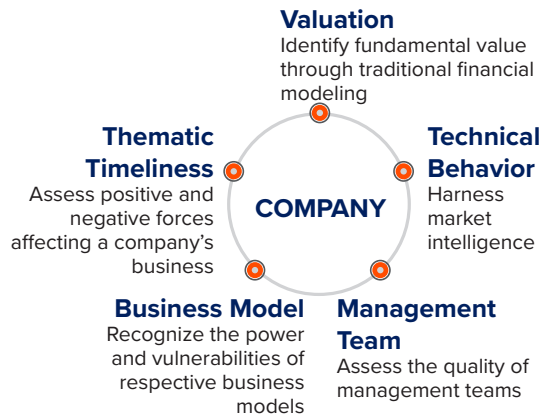 Valuation
Identify fundamental value
through traditional financial
modeling
Thematic
Timeliness
Assess positive and
negative forces
affecting a company’s
business
Technical
Behavior
Harness
market
intelligence
COMPANY
Business Model
Recognize the power
and vulnerabilities of
respective business
models
Management
Team
Assess the quality of
management teams